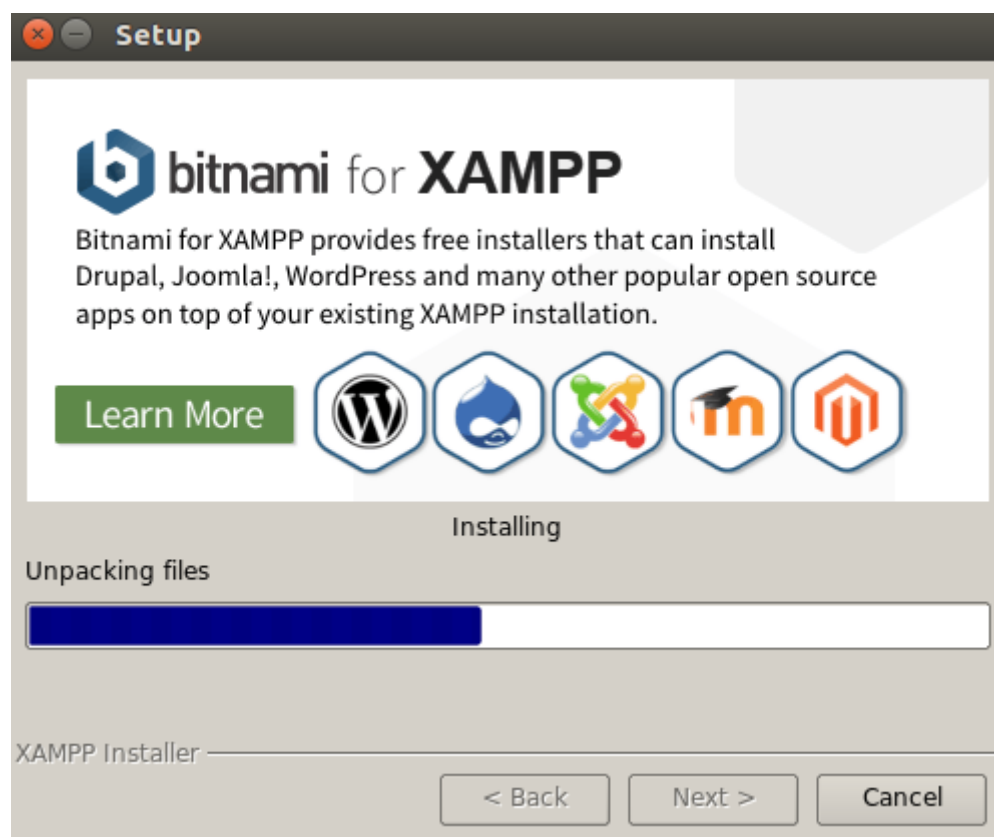 Setup
bitnami for XAMPP
Bitnami for XAMPP provides free installers that can install
Drupal, Joomla!, WordPress and many other popular open source
apps on top of your existing XAMPP installation.
Learn More
Installing
Unpacking files
XAMPP Installer
< Back Next > Cancel